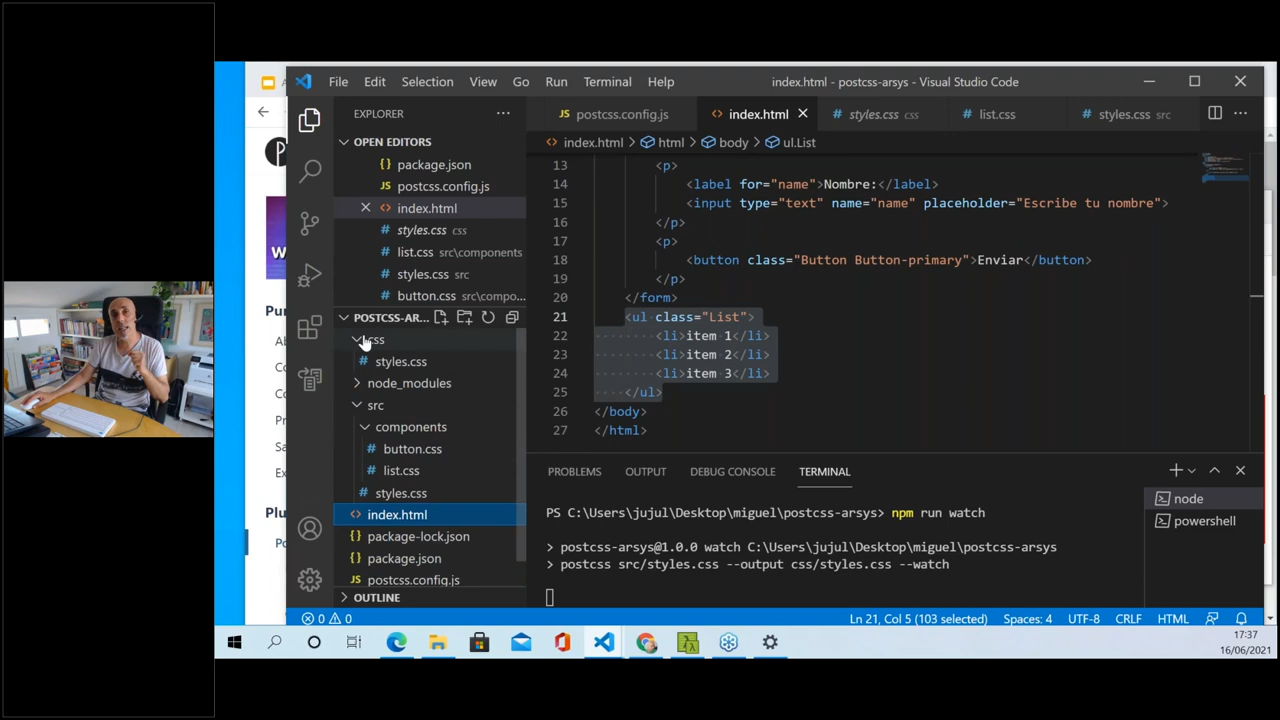 File Edit Selection View Go Run Terminal Help index.html - postcss-arsys - Visual Studio Code
EXPLORER
OPEN EDITORS
package.json
postcss.config.js
index.html
styles.css css
list.css src\components
styles.css src
button.css src\compo...
POSTCSS-AR...
css
styles.css
node_modules
src
components
button.css
list.css
styles.css
index.html
package-lock.json
package.json
postcss.config.js
OUTLINE
postcss.config.js index.html styles.css css list.css styles.css src
index.html html body ul.List
13 <p>
14 <label for="name">Nombre:</label>
15 <input type="text" name="name" placeholder="Escribe tu nombre">
16 </p>
17 <p>
18 <button class="Button Button-primary">Enviar</button>
19 </p>
20 </form>
21 <ul class="List">
22 <li>item 1</li>
23 <li>item 2</li>
24 <li>item 3</li>
25 </ul>
26 </body>
27 </html>
PROBLEMS OUTPUT DEBUG CONSOLE TERMINAL
PS C:\Users\jujul\Desktop\miguel\postcss-arsys> npm run watch
> postcss-arsys@1.0.0 watch C:\Users\jujul\Desktop\miguel\postcss-arsys
> postcss src/styles.css --output css/styles.css --watch
node
powershell
0 0 Ln 21, Col 5 (103 selected) Spaces: 4 UTF-8 CRLF HTML
17:37
16/06/2021